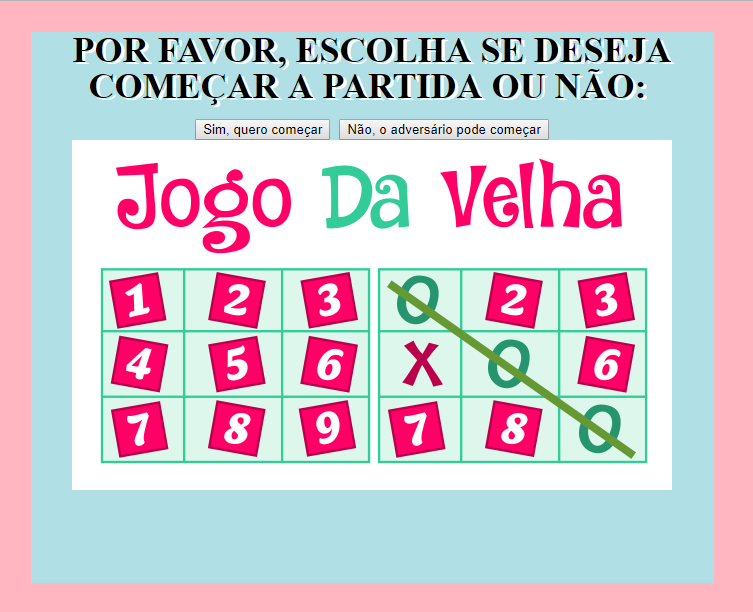 POR FAVOR, ESCOLHA SE DESEJA
COMEÇAR A PARTIDA OU NÃO:
Sim, quero começar Não, o adversário pode começar
Jogo Da Velha
1 2 3 O 2 3
4 5 6 X O 6
7 8 9 7 8 O